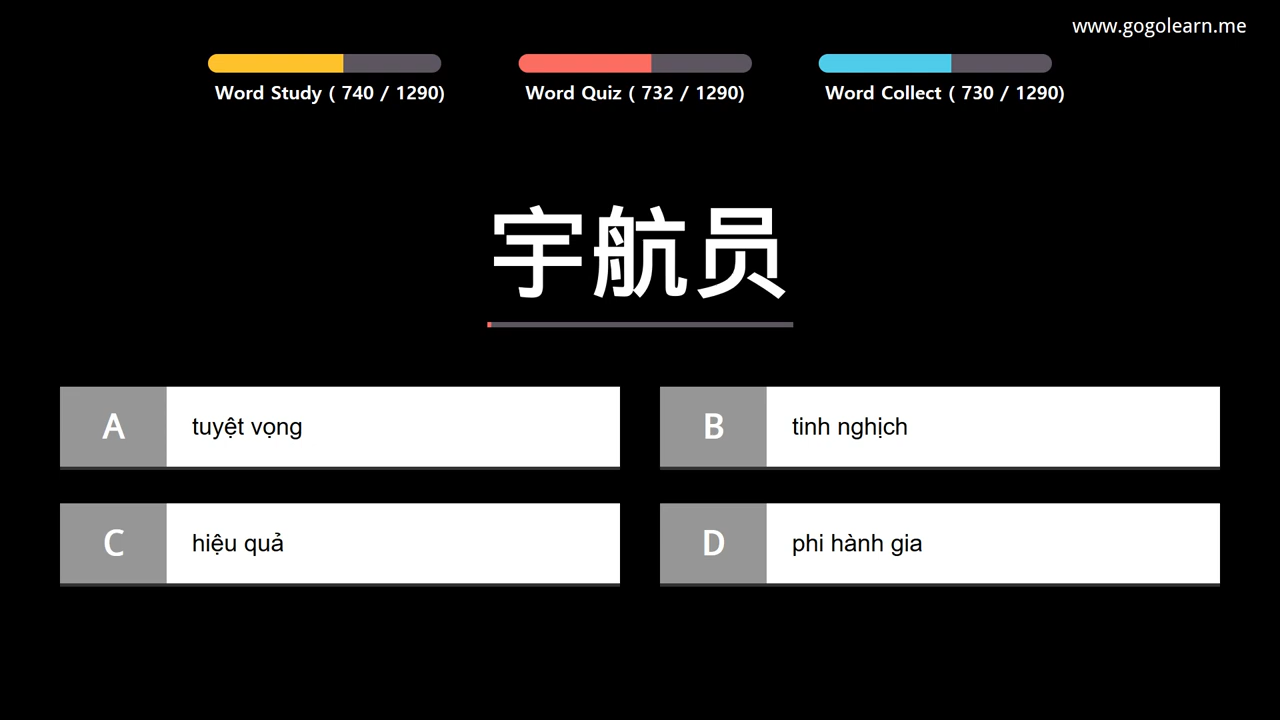 www.gogolearn.me
Word Study ( 740 / 1290)
Word Quiz ( 732 / 1290)
Word Collect ( 730 / 1290)
宇航员
A tuyệt vọng
B tinh nghịch
C hiệu quả
D phi hành gia